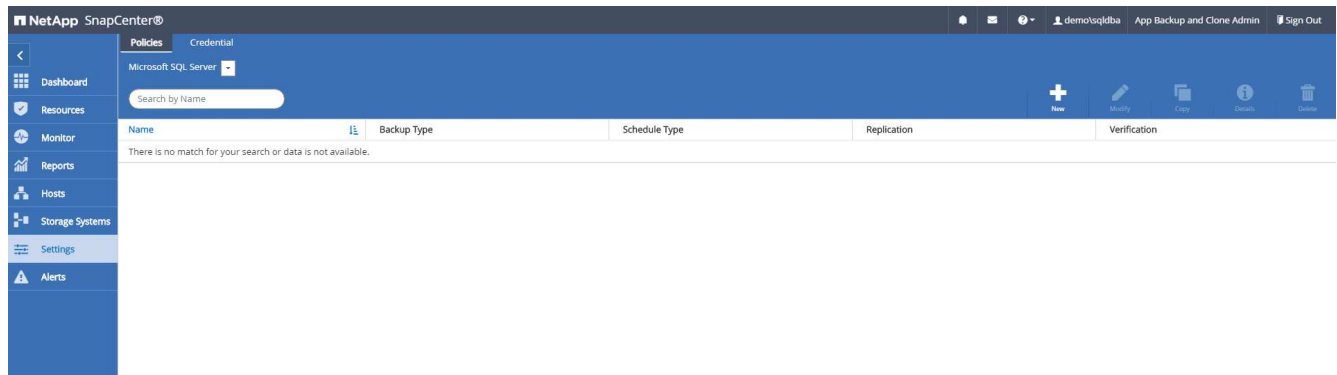 NetApp SnapCenter®
demo\sqldba App Backup and Clone Admin Sign Out
Policies Credential
Microsoft SQL Server
Search by Name
New Modify Copy Details Delete
Dashboard
Resources
Monitor
Reports
Hosts
Storage Systems
Settings
Alerts
Name Backup Type Schedule Type Replication Verification
There is no match for your search or data is not available.